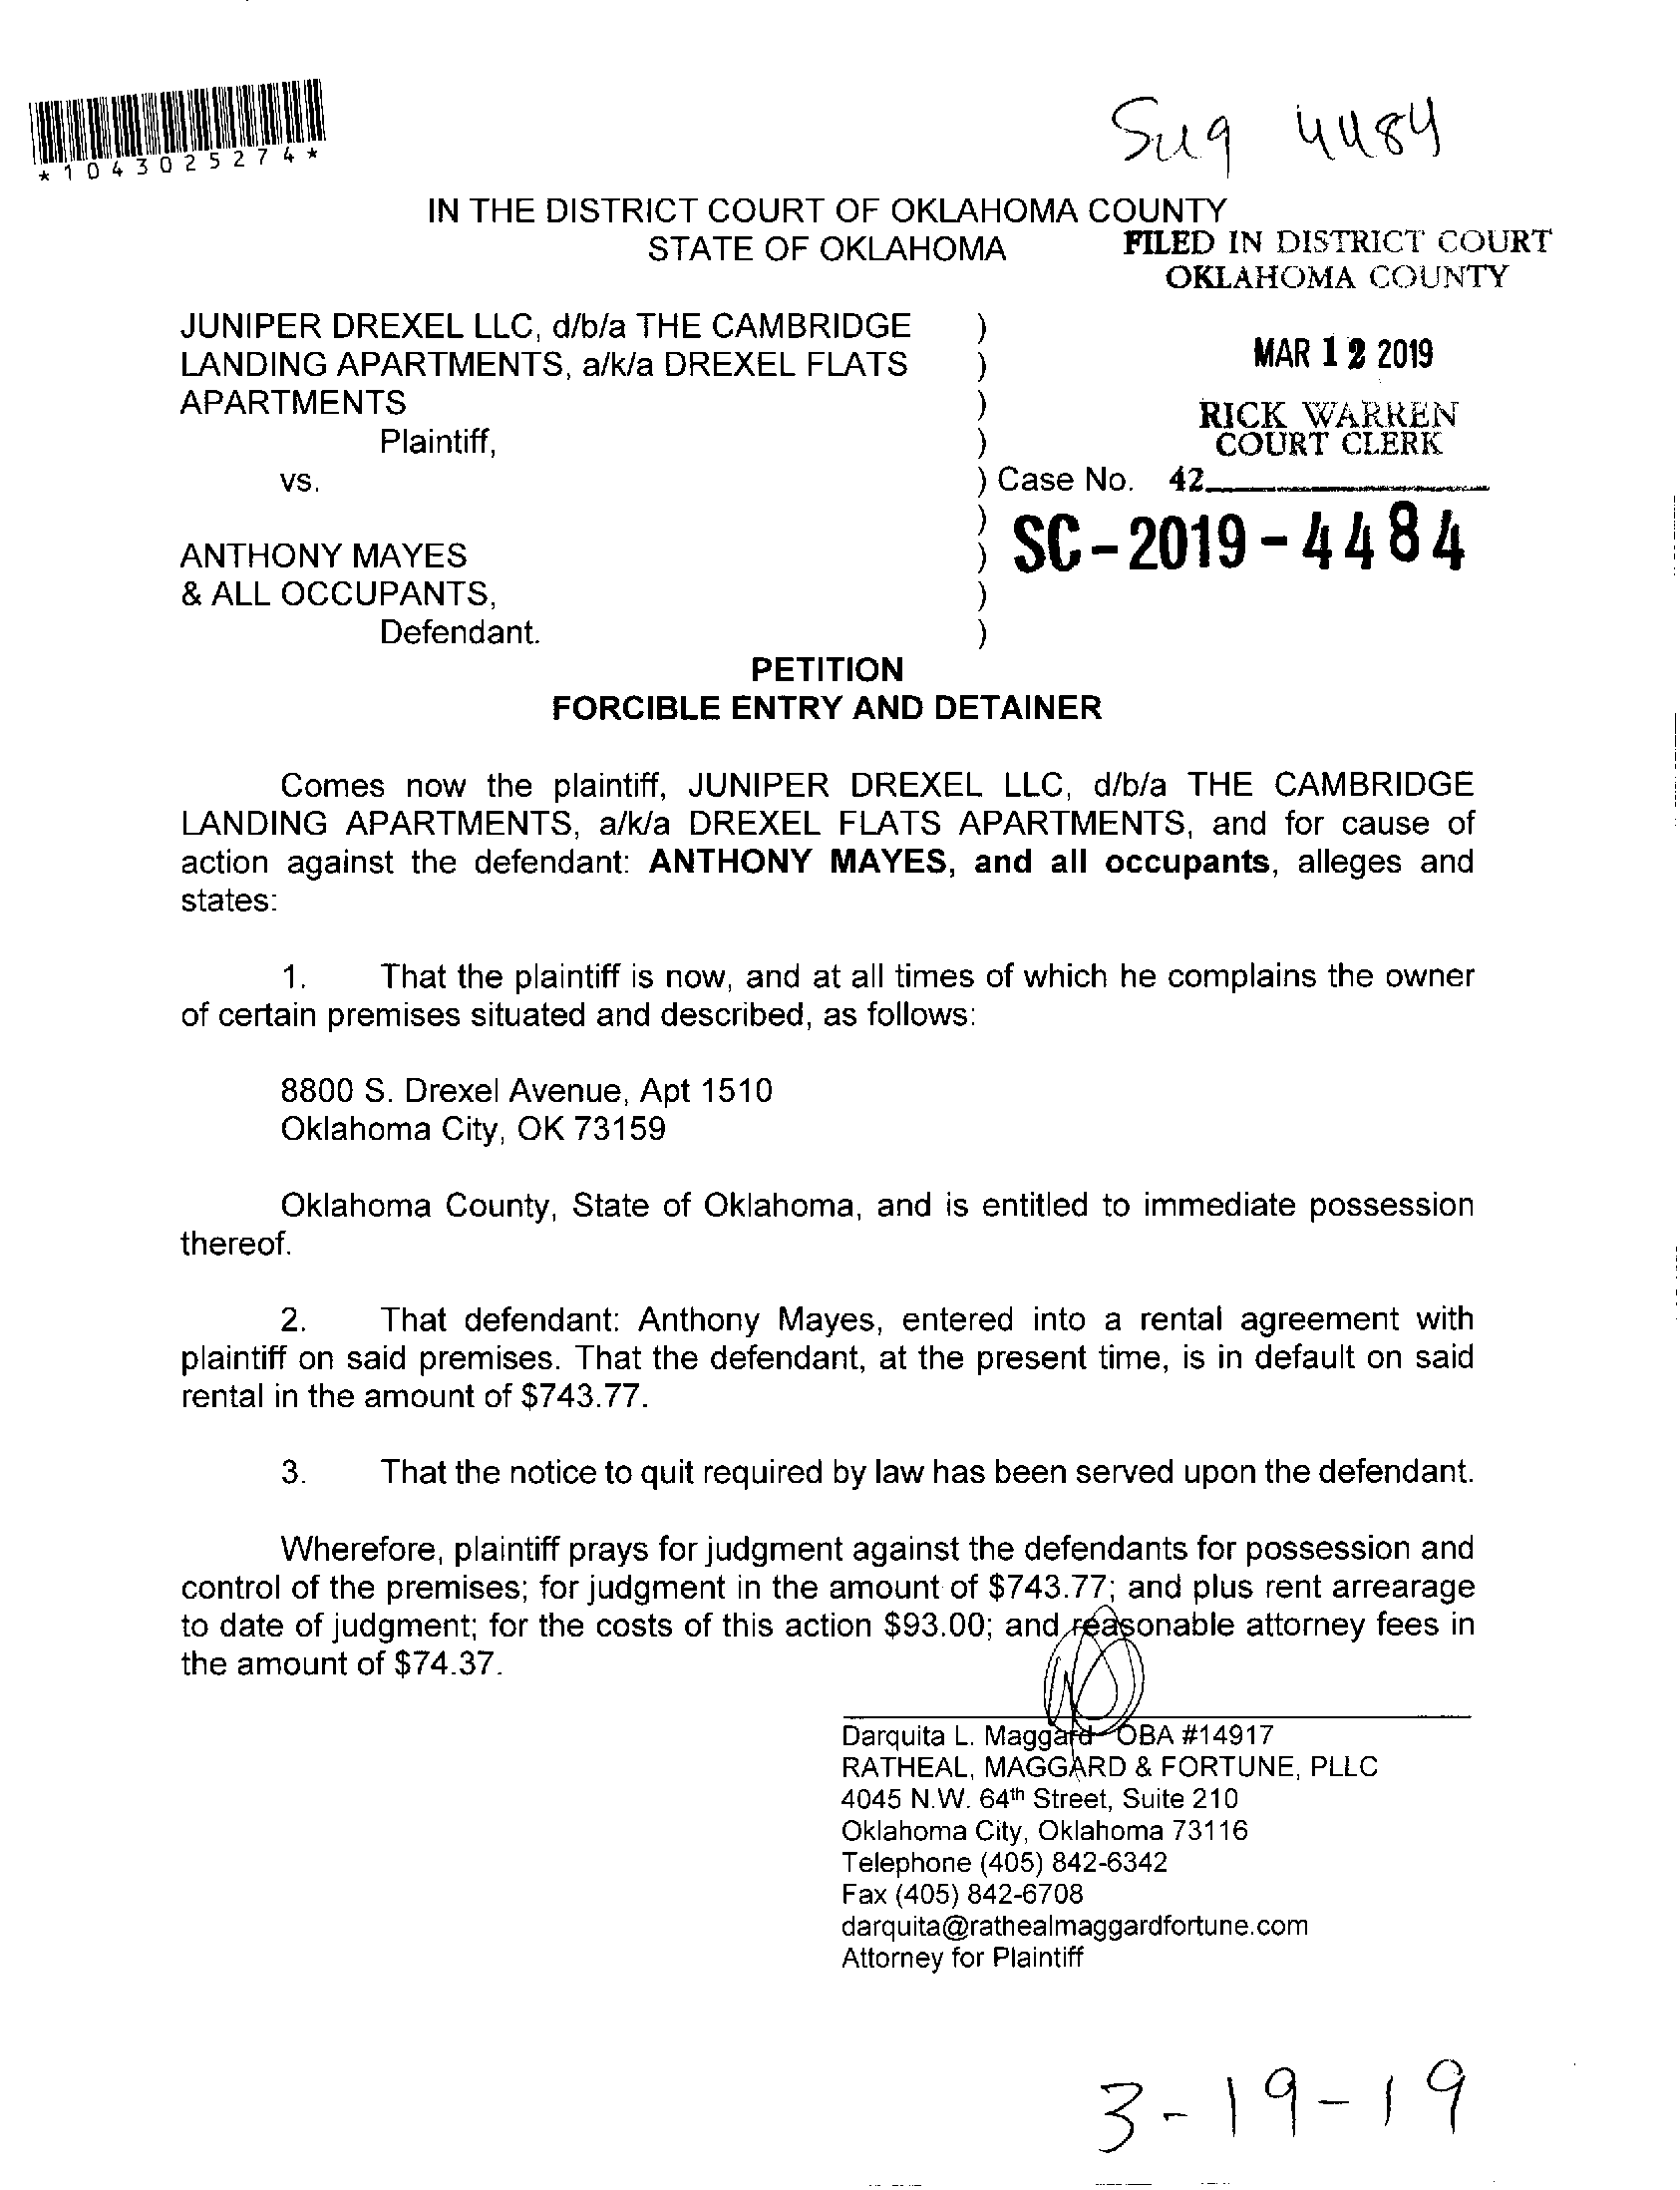 *1043025274*
4484
IN THE DISTRICT COURT OF OKLAHOMA COUNTY
STATE OF OKLAHOMA
FILED IN DISTRICT COURT
OKLAHOMA COUNTY
MAR 12 2019
RICK WARREN
COURT CLERK
42
JUNIPER DREXEL LLC, d/b/a THE CAMBRIDGE )
LANDING APARTMENTS, a/k/a DREXEL FLATS )
APARTMENTS )
Plaintiff, )
vs. ) Case No.
) SC-2019-4484
ANTHONY MAYES )
& ALL OCCUPANTS, )
Defendant. )
PETITION
FORCIBLE ENTRY AND DETAINER
Comes now the plaintiff, JUNIPER DREXEL LLC, d/b/a THE CAMBRIDGE
LANDING APARTMENTS, a/k/a DREXEL FLATS APARTMENTS, and for cause of
action against the defendant: ANTHONY MAYES, and all occupants, alleges and
states:
1. That the plaintiff is now, and at all times of which he complains the owner
of certain premises situated and described, as follows:
8800 S. Drexel Avenue, Apt 1510
Oklahoma City, OK 73159
Oklahoma County, State of Oklahoma, and is entitled to immediate possession
thereof.
2. That defendant: Anthony Mayes, entered into a rental agreement with
plaintiff on said premises. That the defendant, at the present time, is in default on said
rental in the amount of $743.77.
3. That the notice to quit required by law has been served upon the defendant.
Wherefore, plaintiff prays for judgment against the defendants for possession and
control of the premises; for judgment in the amount of $743.77; and plus rent arrearage
to date of judgment; for the costs of this action $93.00; and reasonable attorney fees in
the amount of $74.37.
Darquita L. Maggard OBA #14917
RATHEAL, MAGGARD & FORTUNE, PLLC
4045 N.W. 64th Street, Suite 210
Oklahoma City, Oklahoma 73116
Telephone (405) 842-6342
Fax (405) 842-6708
darquita@rathealmaggardfortune.com
Attorney for Plaintiff
3-19-19